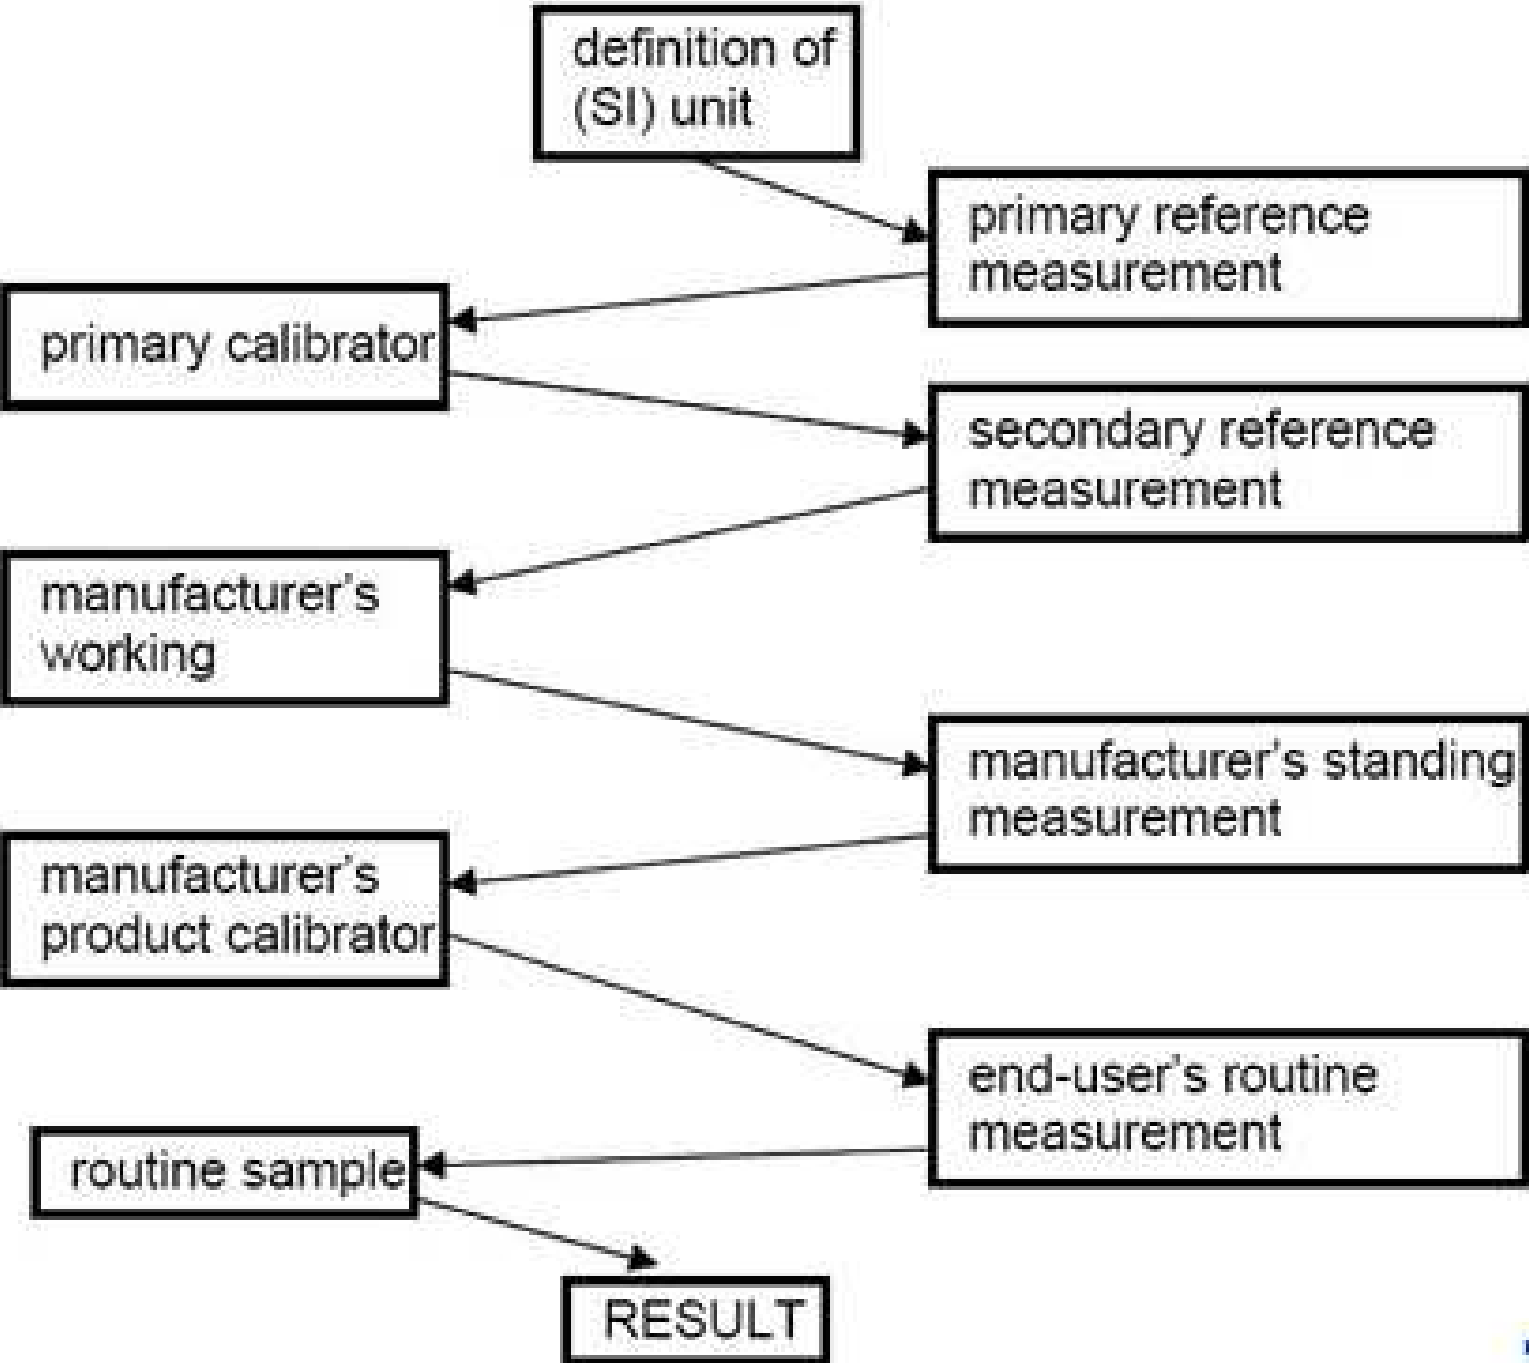 definition of
(SI) unit
primary reference
measurement
primary calibrator
secondary reference
measurement
manufacturer's
working
manufacturer's standing
measurement
manufacturer's
product calibrator
end-user's routine
measurement
routine sample
RESULT